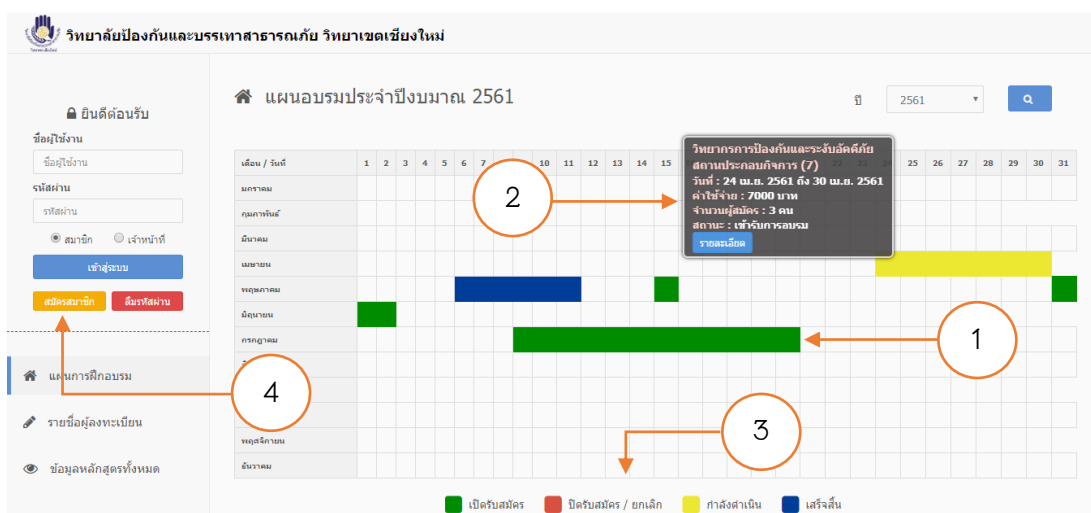 วิทยาลัยป้องกันและบรรเทาสาธารณภัย วิทยาเขตเชียงใหม่
ยินดีต้อนรับ
ชื่อผู้ใช้งาน
ชื่อผู้ใช้งาน
รหัสผ่าน
รหัสผ่าน
สมาชิก เจ้าหน้าที่
เข้าสู่ระบบ
สมัครสมาชิก ลืมรหัสผ่าน
แผนการฝึกอบรม
รายชื่อผู้ลงทะเบียน
ข้อมูลหลักสูตรทั้งหมด
แผนอบรมประจำปีงบมาณ 2561
ปี 2561
เดือน / วันที่ 1 2 3 4 5 6 7 10 11 12 13 14 15 25 26 27 28 29 30 31
มกราคม
กุมภาพันธ์
มีนาคม
เมษายน
พฤษภาคม
มิถุนายน
กรกฎาคม
พฤศจิกายน
ธันวาคม
วิทยากรการป้องกันและระงับอัคคีภัย
สถานประกอบกิจการ (7)
วันที่ : 24 เม.ย. 2561 ถึง 30 เม.ย. 2561
ค่าใช้จ่าย : 7000 บาท
จำนวนผู้สมัคร : 3 คน
สถานะ : เข้ารับการอบรม
รายละเอียด
2
1
4
3
เปิดรับสมัคร ปิดรับสมัคร / ยกเลิก กำลังดำเนิน เสร็จสิ้น